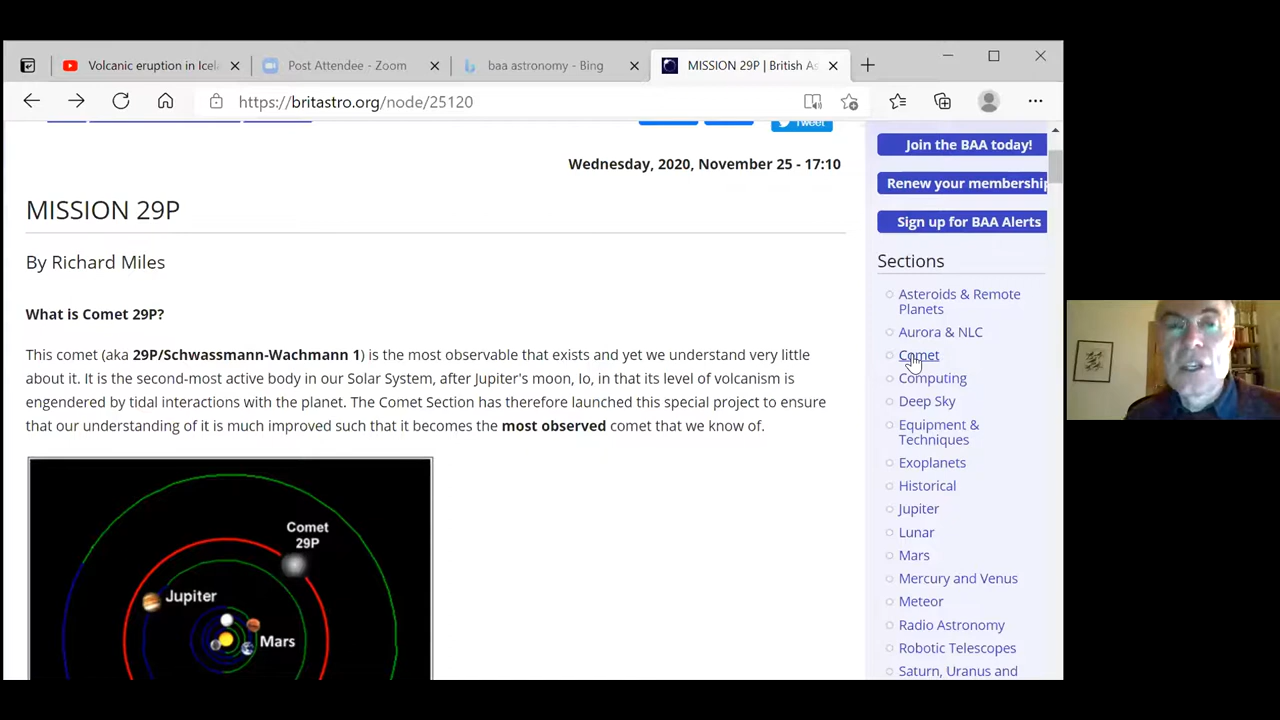 Volcanic eruption in Icel
Post Attendee - Zoom
baa astronomy - Bing
MISSION 29P | British As
https://britastro.org/node/25120
Tweet
Wednesday, 2020, November 25 - 17:10
MISSION 29P
By Richard Miles
What is Comet 29P?
This comet (aka 29P/Schwassmann-Wachmann 1) is the most observable that exists and yet we understand very little
about it. It is the second-most active body in our Solar System, after Jupiter's moon, Io, in that its level of volcanism is
engendered by tidal interactions with the planet. The Comet Section has therefore launched this special project to ensure
that our understanding of it is much improved such that it becomes the most observed comet that we know of.
Comet
29P
Jupiter
Mars
Join the BAA today!
Renew your membership
Sign up for BAA Alerts
Sections
Asteroids & Remote
Planets
Aurora & NLC
Comet
Computing
Deep Sky
Equipment &
Techniques
Exoplanets
Historical
Jupiter
Lunar
Mars
Mercury and Venus
Meteor
Radio Astronomy
Robotic Telescopes
Saturn, Uranus and